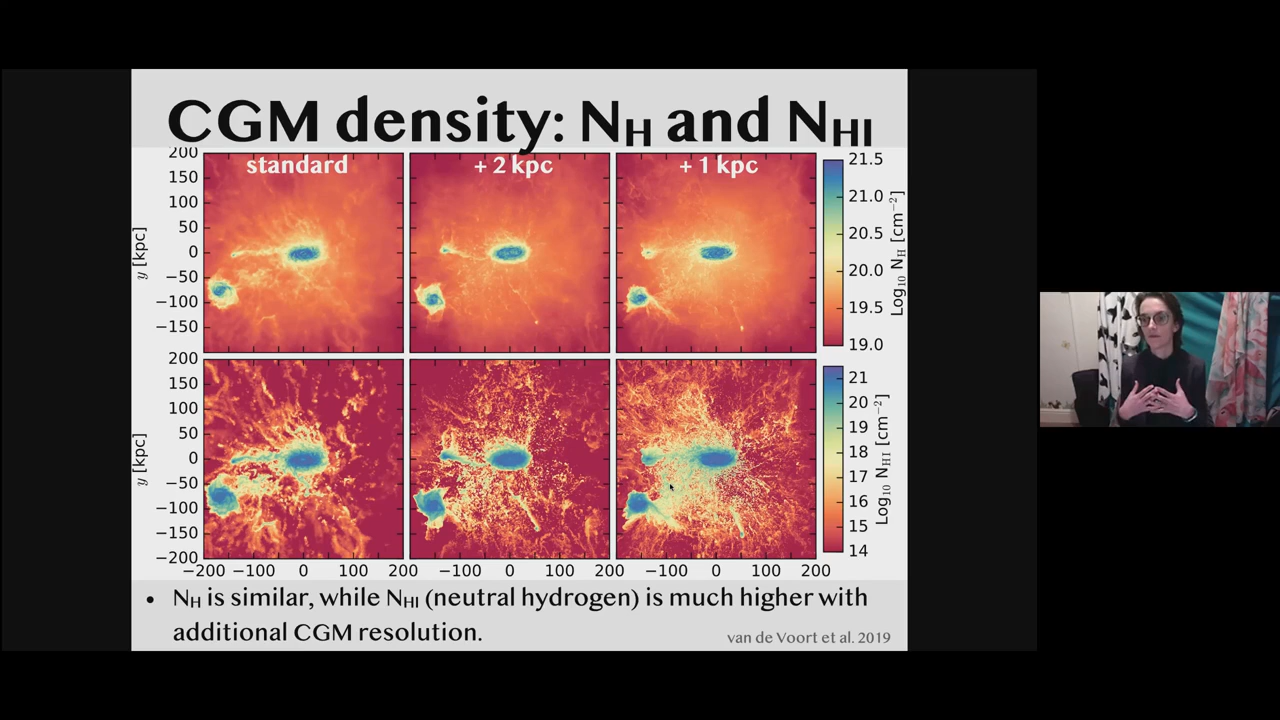 CGM density: NH and NHI
standard
+ 2 kpc
+ 1 kpc
200
150
100
50
0
−50
−100
−150
y [kpc]
21.5
21.0
20.5
20.0
19.5
19.0
Log10 NH [cm−2]
200
150
100
50
0
−50
−100
−150
−200
y [kpc]
21
20
19
18
17
16
15
14
Log10 NHI [cm−2]
−200 −100 0 100 200 −100 0 100 200 −100 0 100 200
• NH is similar, while NHI (neutral hydrogen) is much higher with
additional CGM resolution.
van de Voort et al. 2019